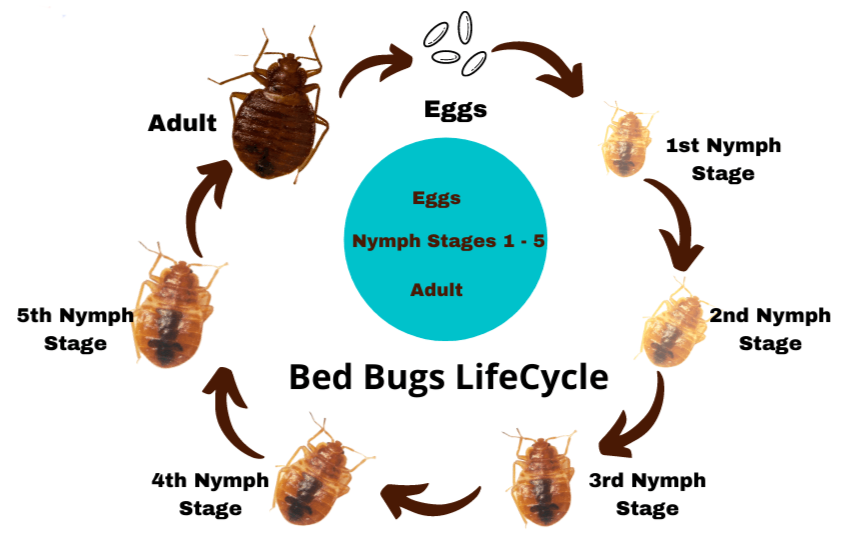 Eggs
Adult
1st Nymph
Stage
Eggs
Nymph Stages 1 - 5
Adult
5th Nymph
Stage
2nd Nymph
Stage
Bed Bugs LifeCycle
4th Nymph
Stage
3rd Nymph
Stage